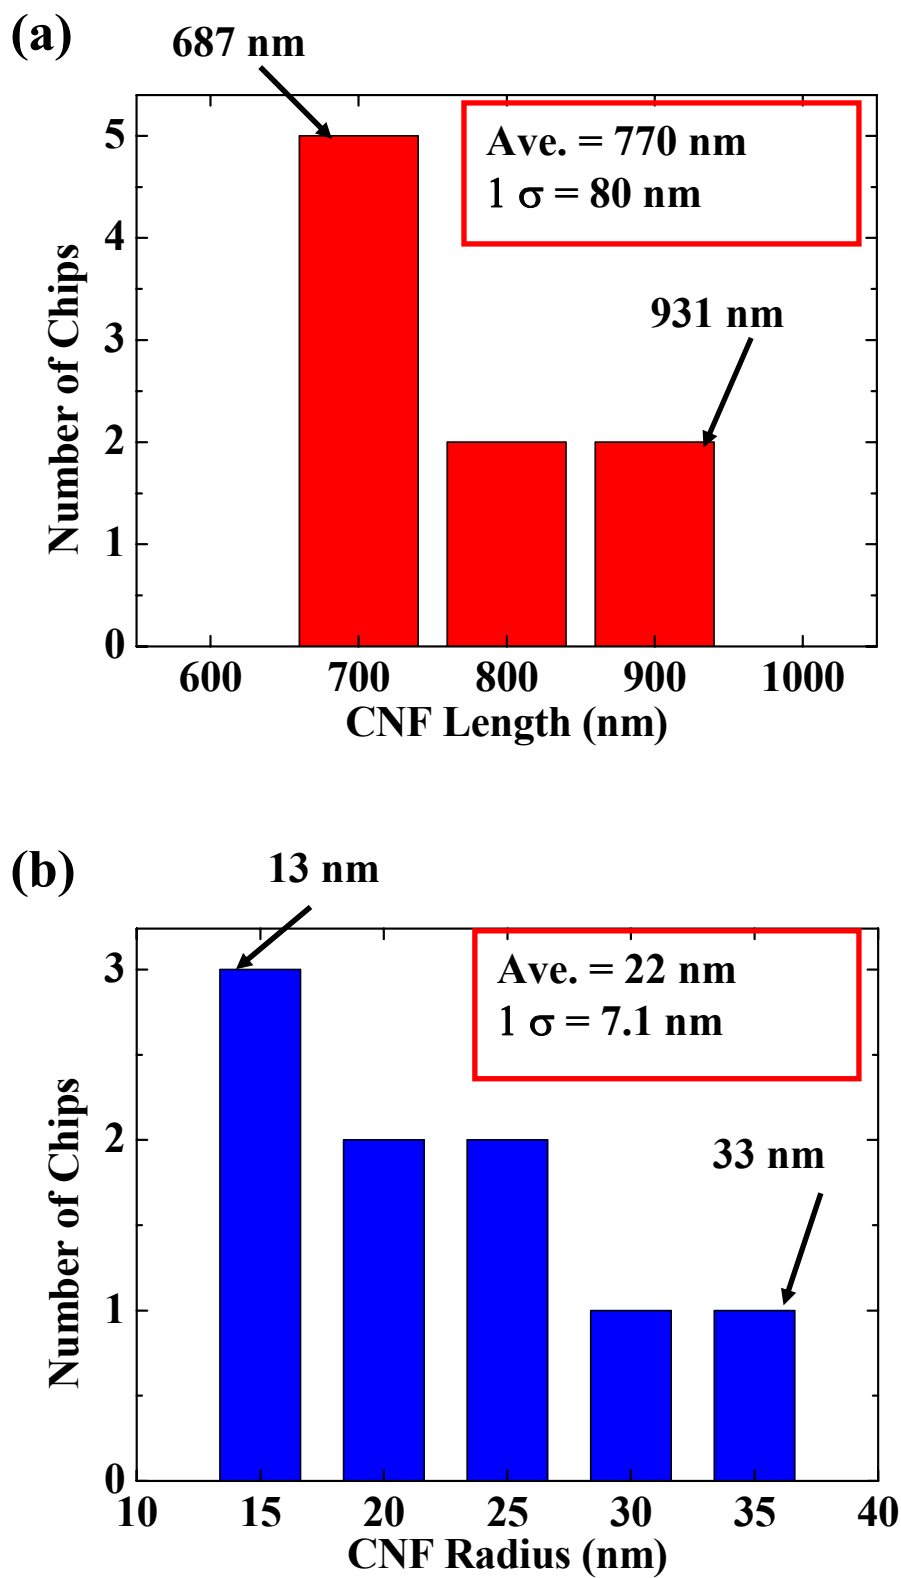 (a)
687 nm
Ave. = 770 nm
1 σ = 80 nm
931 nm
5
4
3
2
1
0
Number of Chips
600 700 800 900 1000
CNF Length (nm)
(b)
13 nm
Ave. = 22 nm
1 σ = 7.1 nm
33 nm
3
2
1
0
Number of Chips
10 15 20 25 30 35 40
CNF Radius (nm)